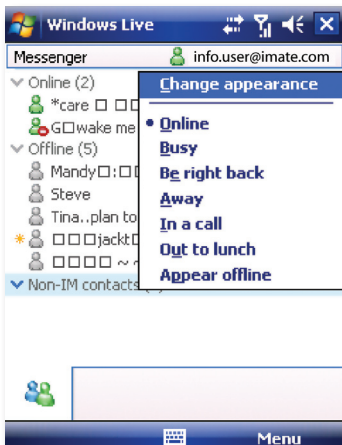 Windows Live
Messenger info.user@imate.com
Online (2)
*care □ □□
G□wake me
Offline (5)
Mandy□:□
Steve
Tina..plan to
□□□jackt□
□□□□ ~ ~
Non-IM contacts
Change appearance
Online
Busy
Be right back
Away
In a call
Out to lunch
Appear offline
Menu